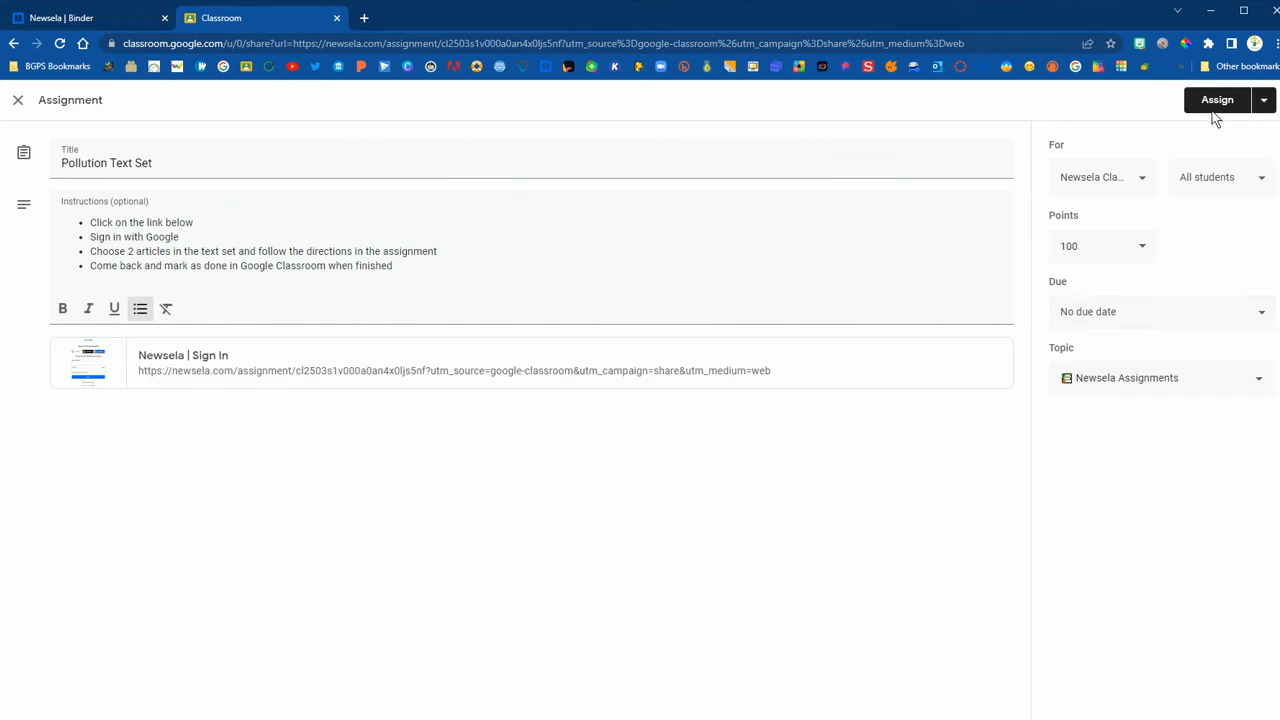 Newsela | Binder
Classroom
classroom.google.com/u/0/share?url=https://newsela.com/assignment/cl2503s1v000a0an4x0ljs5nf?utm_source%3Dgoogle-classroom%26utm_campaign%3Dshare%26utm_medium%3Dweb
BGPS Bookmarks
Other bookmark
Assignment
Assign
Title
Pollution Text Set
Instructions (optional)
• Click on the link below
• Sign in with Google
• Choose 2 articles in the text set and follow the directions in the assignment
• Come back and mark as done in Google Classroom when finished
B I U
Newsela | Sign In
https://newsela.com/assignment/cl2503s1v000a0an4x0ljs5nf?utm_source=google-classroom&utm_campaign=share&utm_medium=web
For
Newsela Cla...
All students
Points
100
Due
No due date
Topic
Newsela Assignments